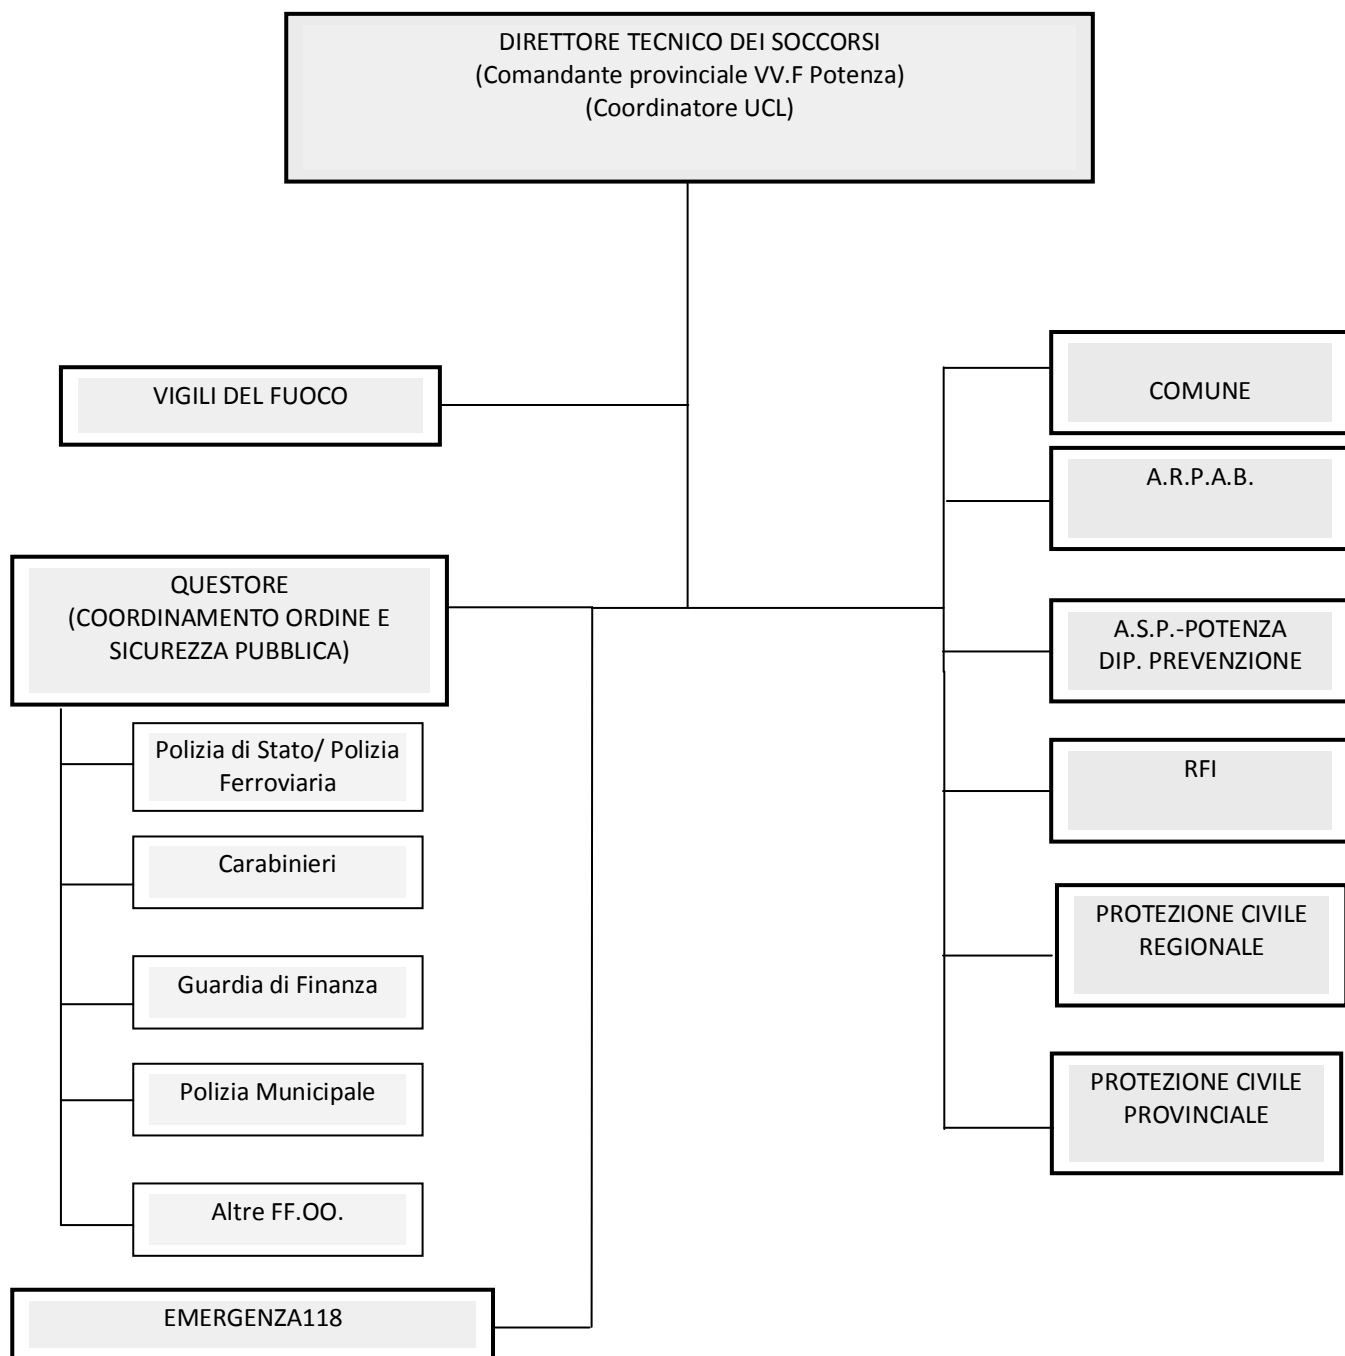 DIRETTORE TECNICO DEI SOCCORSI
(Comandante provinciale VV.F Potenza)
(Coordinatore UCL)
VIGILI DEL FUOCO
QUESTORE
(COORDINAMENTO ORDINE E
SICUREZZA PUBBLICA)
Polizia di Stato/ Polizia
Ferroviaria
Carabinieri
Guardia di Finanza
Polizia Municipale
Altre FF.OO.
EMERGENZA118
COMUNE
A.R.P.A.B.
A.S.P.-POTENZA
DIP. PREVENZIONE
RFI
PROTEZIONE CIVILE
REGIONALE
PROTEZIONE CIVILE
PROVINCIALE